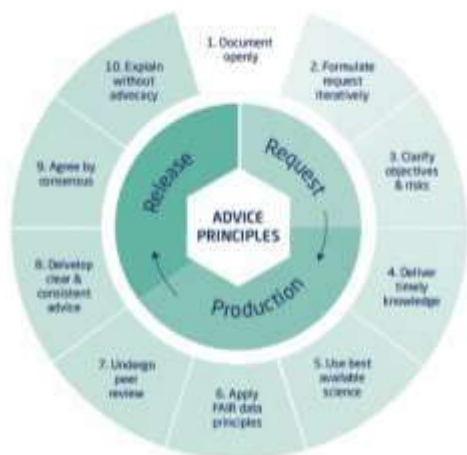 1. Document
openly
2. Formulate
request
iteratively
3. Clarify
objectives
& risks
4. Deliver
timely
knowledge
5. Use best
available
science
6. Apply
FAIR data
principles
7. Undergo
peer
review
8. Develop
clear &
consistent
advice
9. Agree by
consensus
10. Explain
without
advocacy
Request
Production
Release
ADVICE
PRINCIPLES